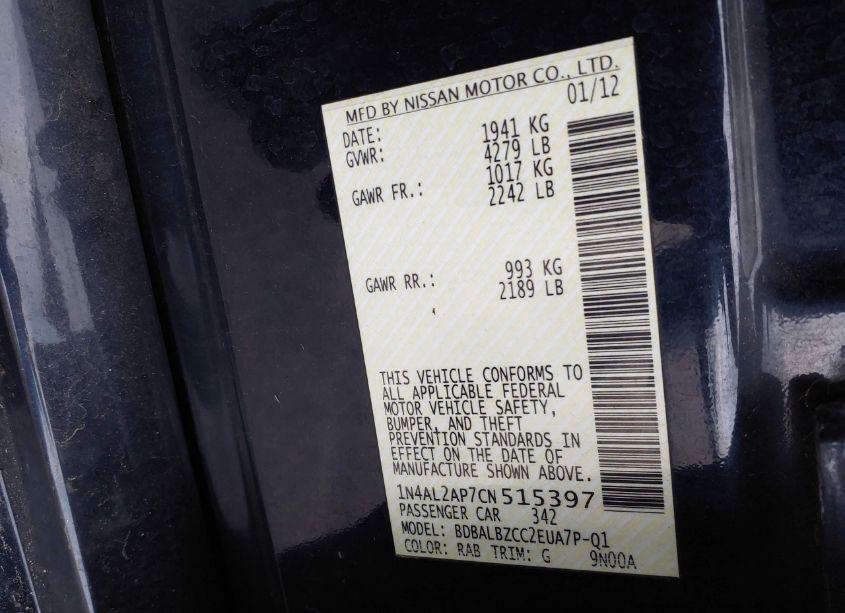 MFD BY NISSAN MOTOR CO., LTD.
DATE: 01/12
GVWR: 1941 KG
4279 LB
GAWR FR.: 1017 KG
2242 LB
GAWR RR.: 993 KG
2189 LB
THIS VEHICLE CONFORMS TO
ALL APPLICABLE FEDERAL
MOTOR VEHICLE SAFETY,
BUMPER, AND THEFT
PREVENTION STANDARDS IN
EFFECT ON THE DATE OF
MANUFACTURE SHOWN ABOVE.
1N4AL2AP7CN515397
PASSENGER CAR 342
MODEL: BDBALBZCC2EUA7P-Q1
COLOR: RAB TRIM: G 9N00A